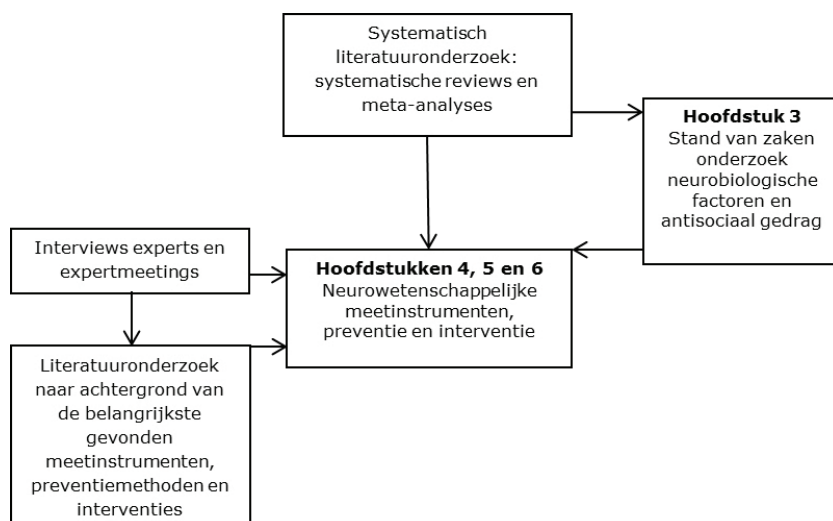 Systematisch
literatuuronderzoek:
systematische reviews en
meta-analyses
Hoofdstuk 3
Stand van zaken
onderzoek
neurobiologische
factoren en
antisociaal gedrag
Interviews experts en
expertmeetings
Hoofdstukken 4, 5 en 6
Neurowetenschappelijke
meetinstrumenten,
preventie en interventie
Literatuuronderzoek
naar achtergrond van
de belangrijkste
gevonden
meetinstrumenten,
preventiemethoden en
interventies